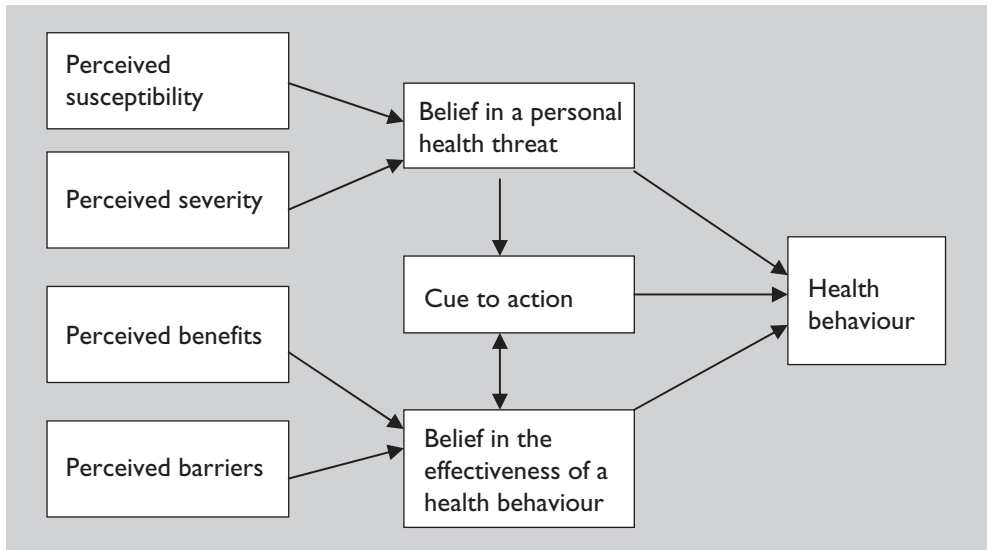 Perceived
susceptibility
Perceived severity
Perceived benefits
Perceived barriers
Belief in a personal
health threat
Cue to action
Belief in the
effectiveness of a
health behaviour
Health
behaviour